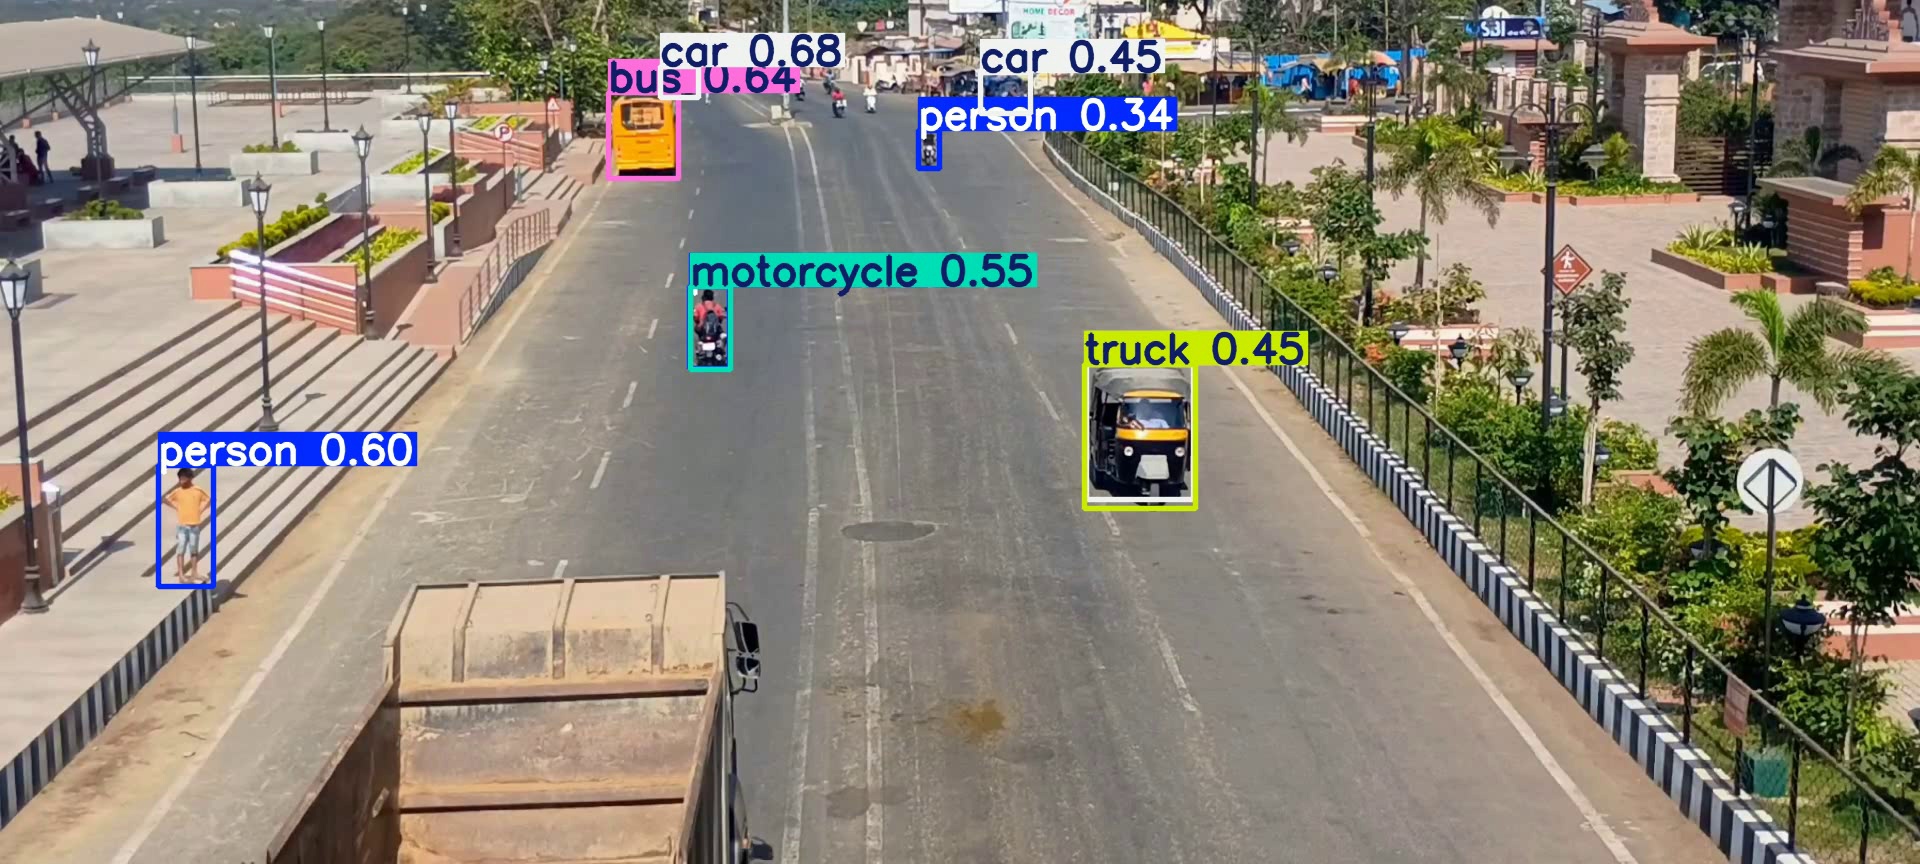 HOME DECOR
SBI
car 0.68
car 0.45
bus 0.64
person 0.34
P
motorcycle 0.55
truck 0.45
person 0.60